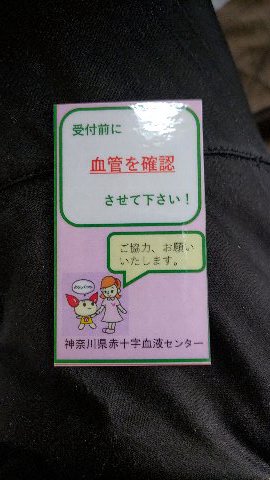 受付前に
血管を確認
させて下さい！
ご協力、お願い
いたします。
神奈川県赤十字血液センター